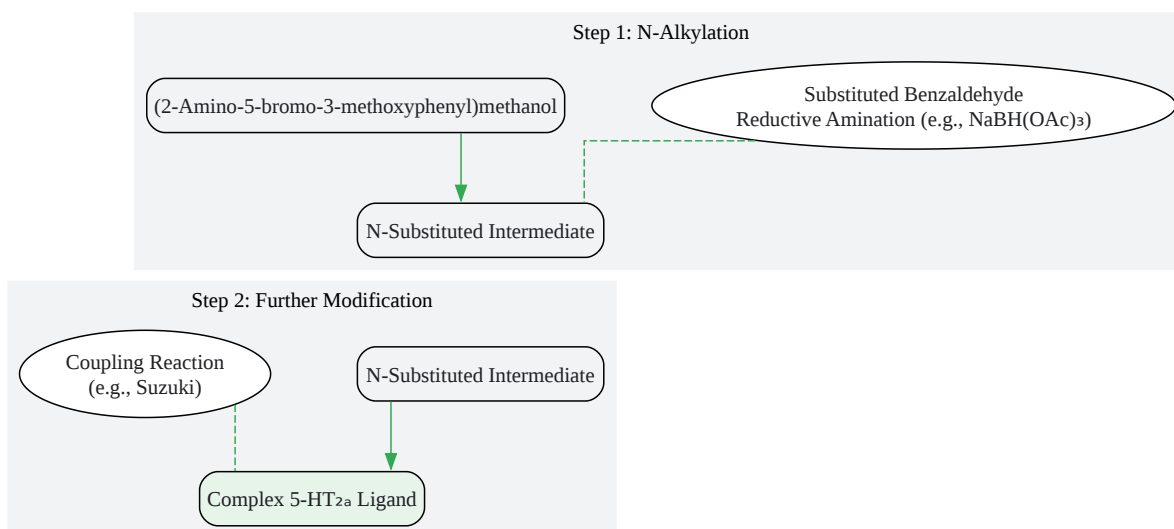 Step 1: N-Alkylation
(2-Amino-5-bromo-3-methoxyphenyl)methanol
Substituted Benzaldehyde
Reductive Amination (e.g., NaBH(OAc)₃)
N-Substituted Intermediate
Step 2: Further Modification
Coupling Reaction
(e.g., Suzuki)
N-Substituted Intermediate
Complex 5-HT₂ₐ Ligand